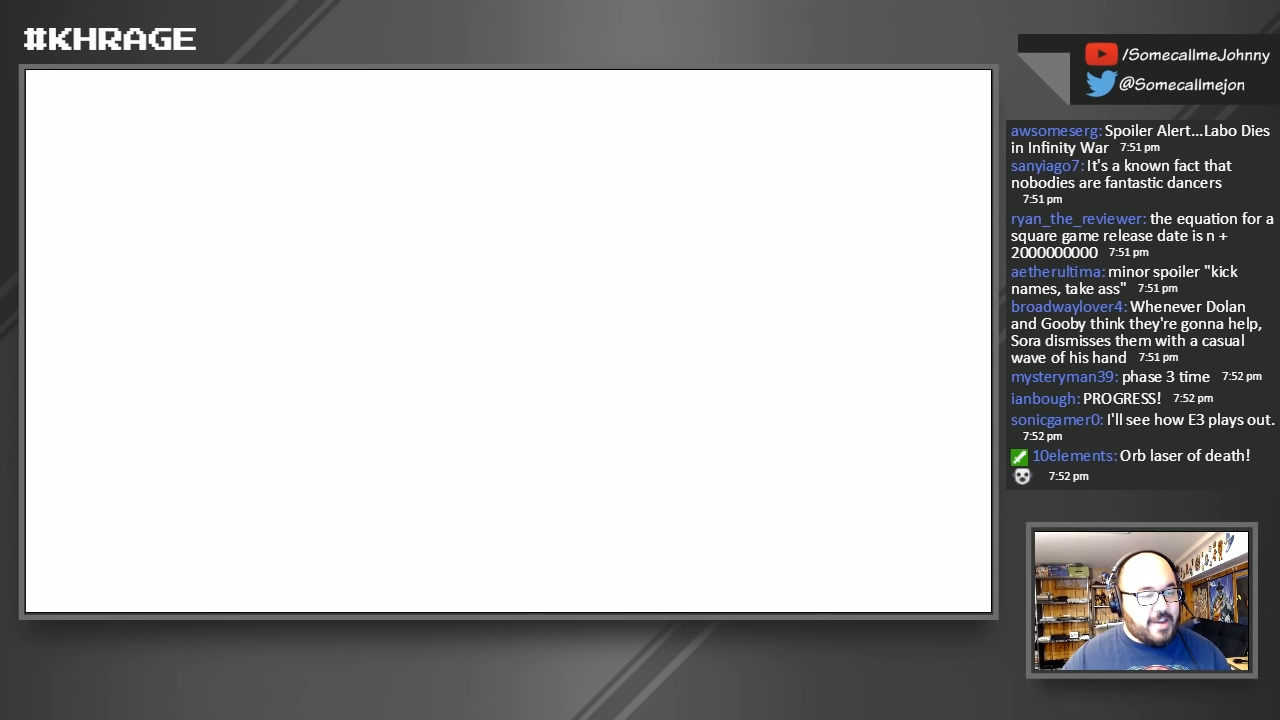 #KHRAGE
/SomecallmeJohnny
@Somecallmejon
awsomeserg: Spoiler Alert...Labo Dies
in Infinity War 7:51 pm
sanyiago7: It's a known fact that
nobodies are fantastic dancers
7:51 pm
ryan_the_reviewer: the equation for a
square game release date is n +
2000000000 7:51 pm
aetherultima: minor spoiler "kick
names, take ass" 7:51 pm
broadwaylover4: Whenever Dolan
and Gooby think they're gonna help,
Sora dismisses them with a casual
wave of his hand 7:51 pm
mysteryman39: phase 3 time 7:52 pm
ianbough: PROGRESS! 7:52 pm
sonicgamer0: I'll see how E3 plays out.
7:52 pm
10elements: Orb laser of death!
7:52 pm